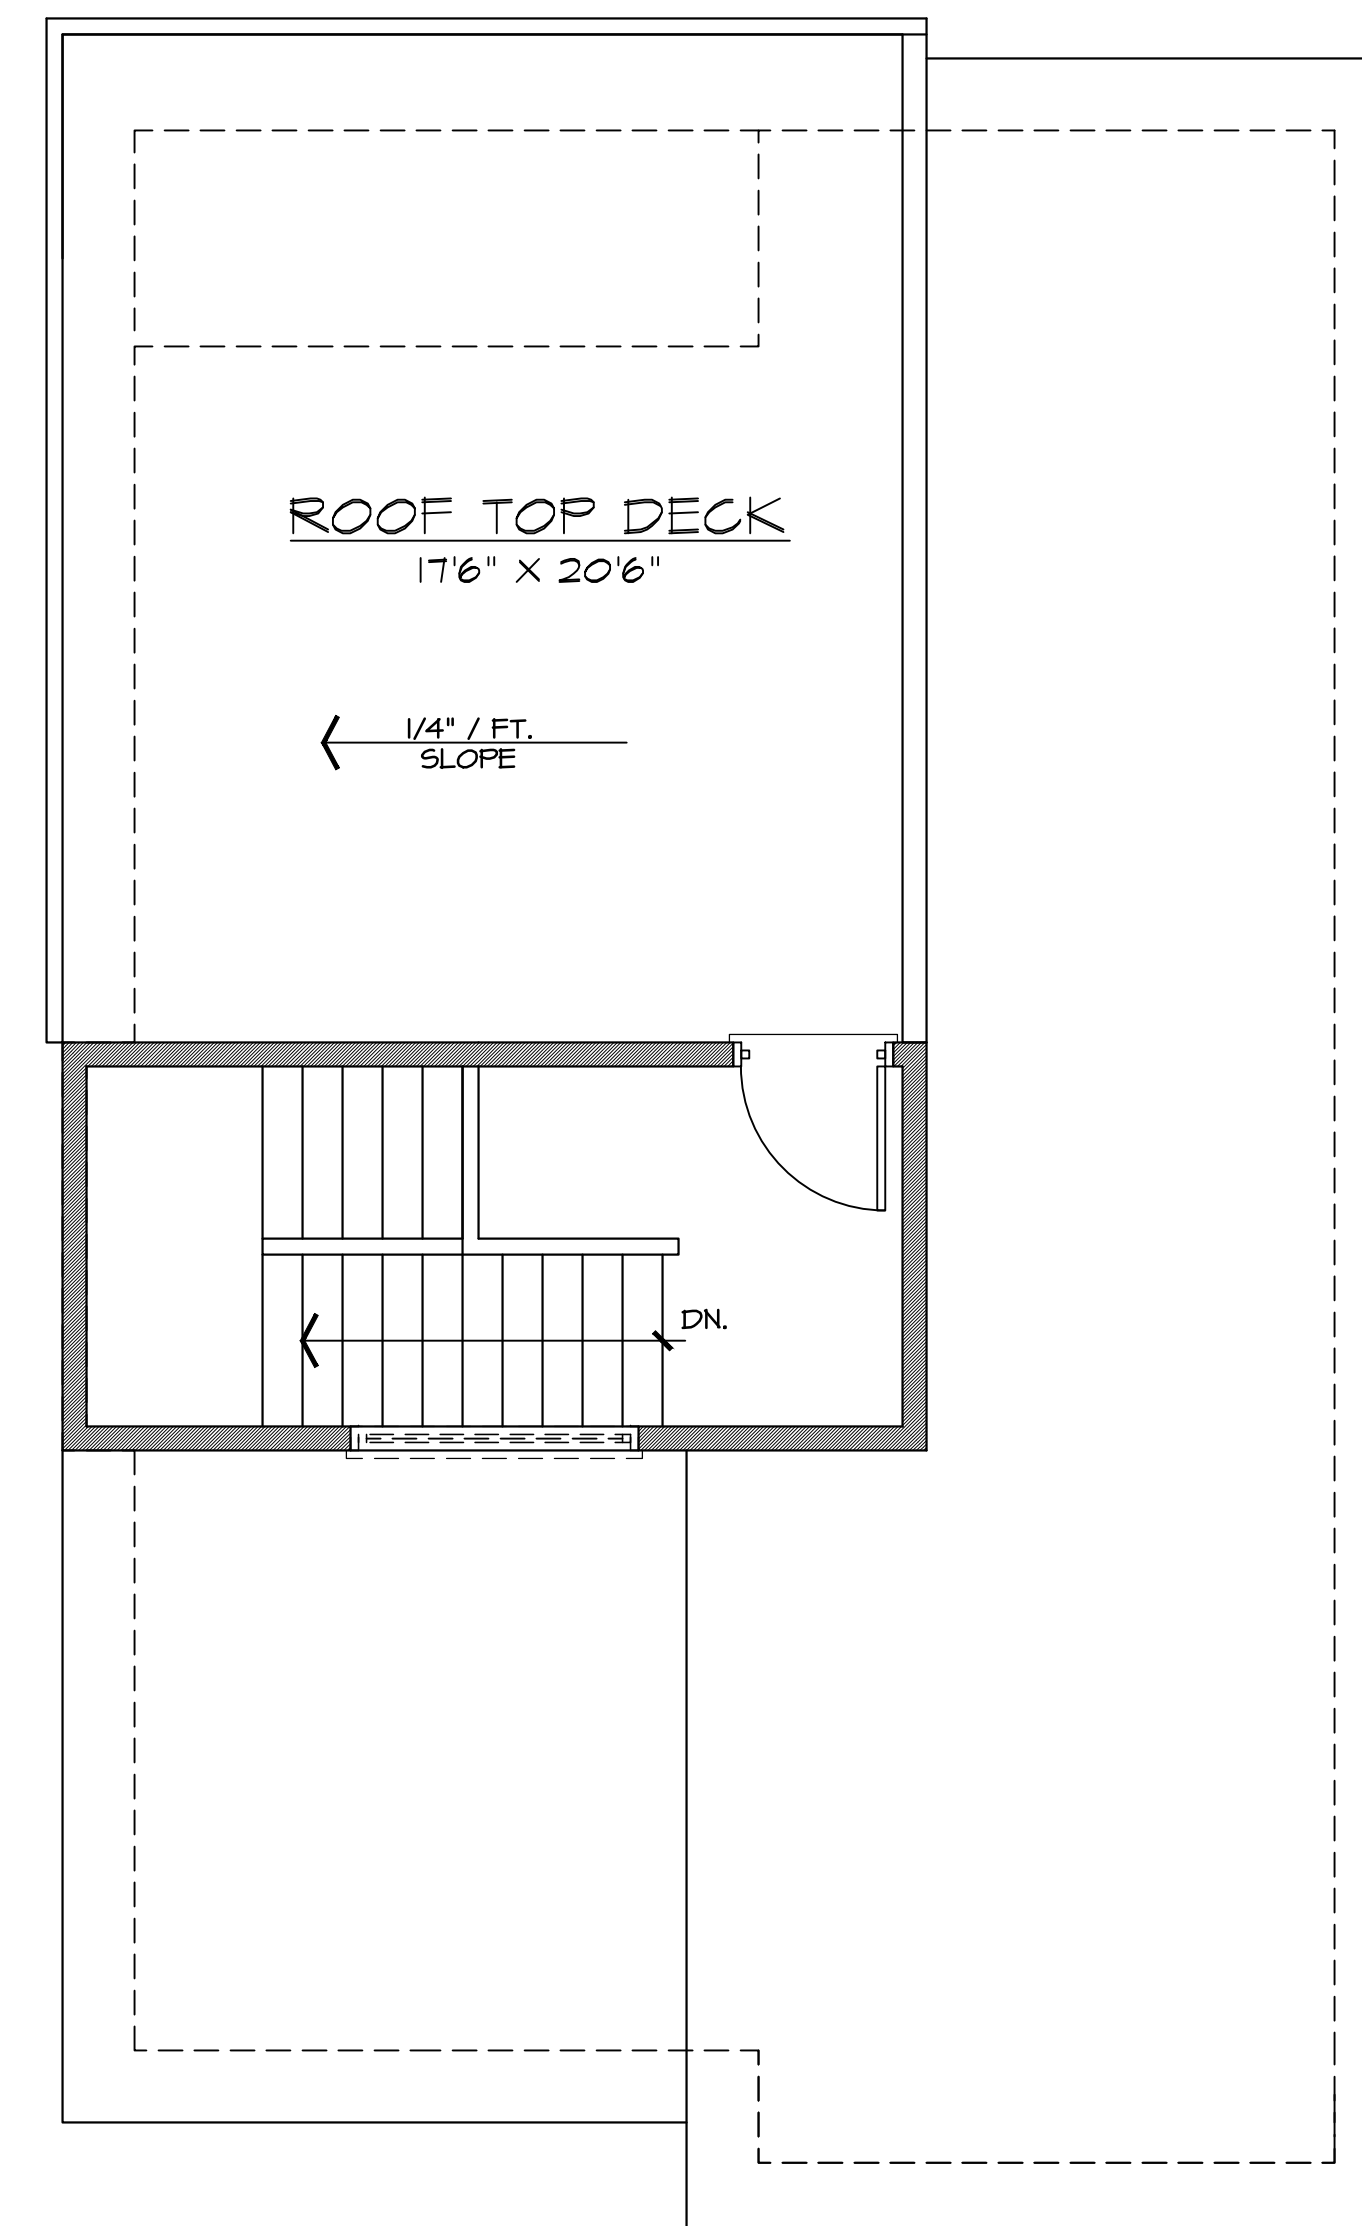 ROOF TOP DECK
17'6" X 20'6"
1/4" / FT.
SLOPE
DN.